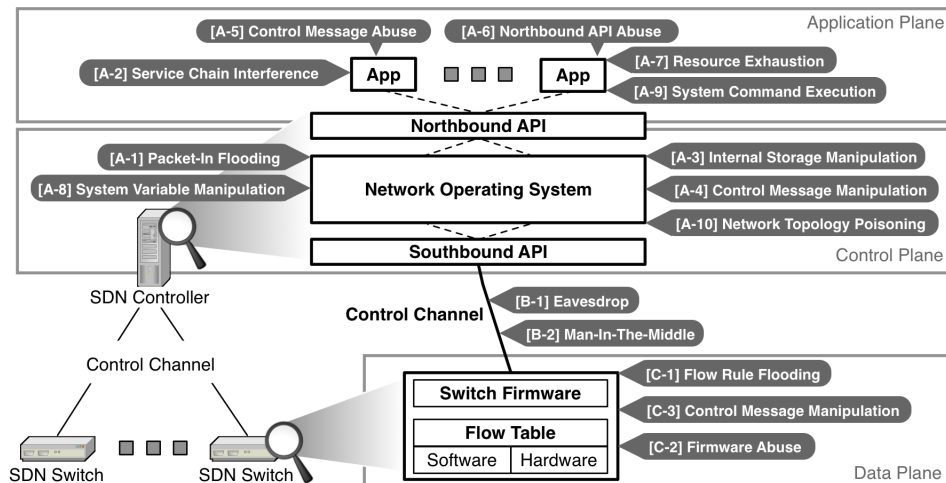 Application Plane
[A-5] Control Message Abuse
[A-6] Northbound API Abuse
[A-2] Service Chain Interference
App
App
[A-7] Resource Exhaustion
[A-9] System Command Execution
Northbound API
[A-1] Packet-In Flooding
[A-8] System Variable Manipulation
Network Operating System
[A-3] Internal Storage Manipulation
[A-4] Control Message Manipulation
[A-10] Network Topology Poisoning
Southbound API
Control Plane
SDN Controller
Control Channel
[B-1] Eavesdrop
[B-2] Man-In-The-Middle
Control Channel
SDN Switch
SDN Switch
Switch Firmware
Flow Table
Software
Hardware
[C-1] Flow Rule Flooding
[C-3] Control Message Manipulation
[C-2] Firmware Abuse
Data Plane